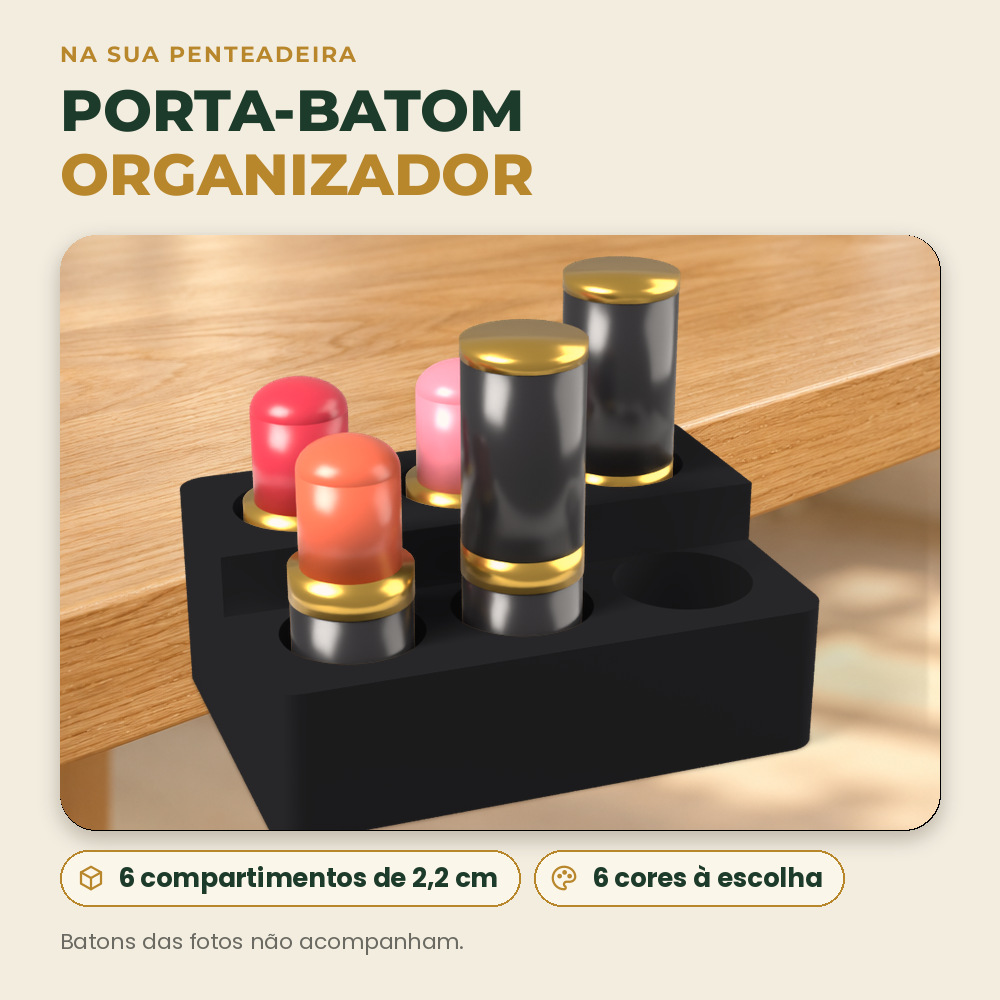 NA SUA PENTEADEIRA
PORTA-BATOM
ORGANIZADOR
6 compartimentos de 2,2 cm
6 cores à escolha
Batons das fotos não acompanham.